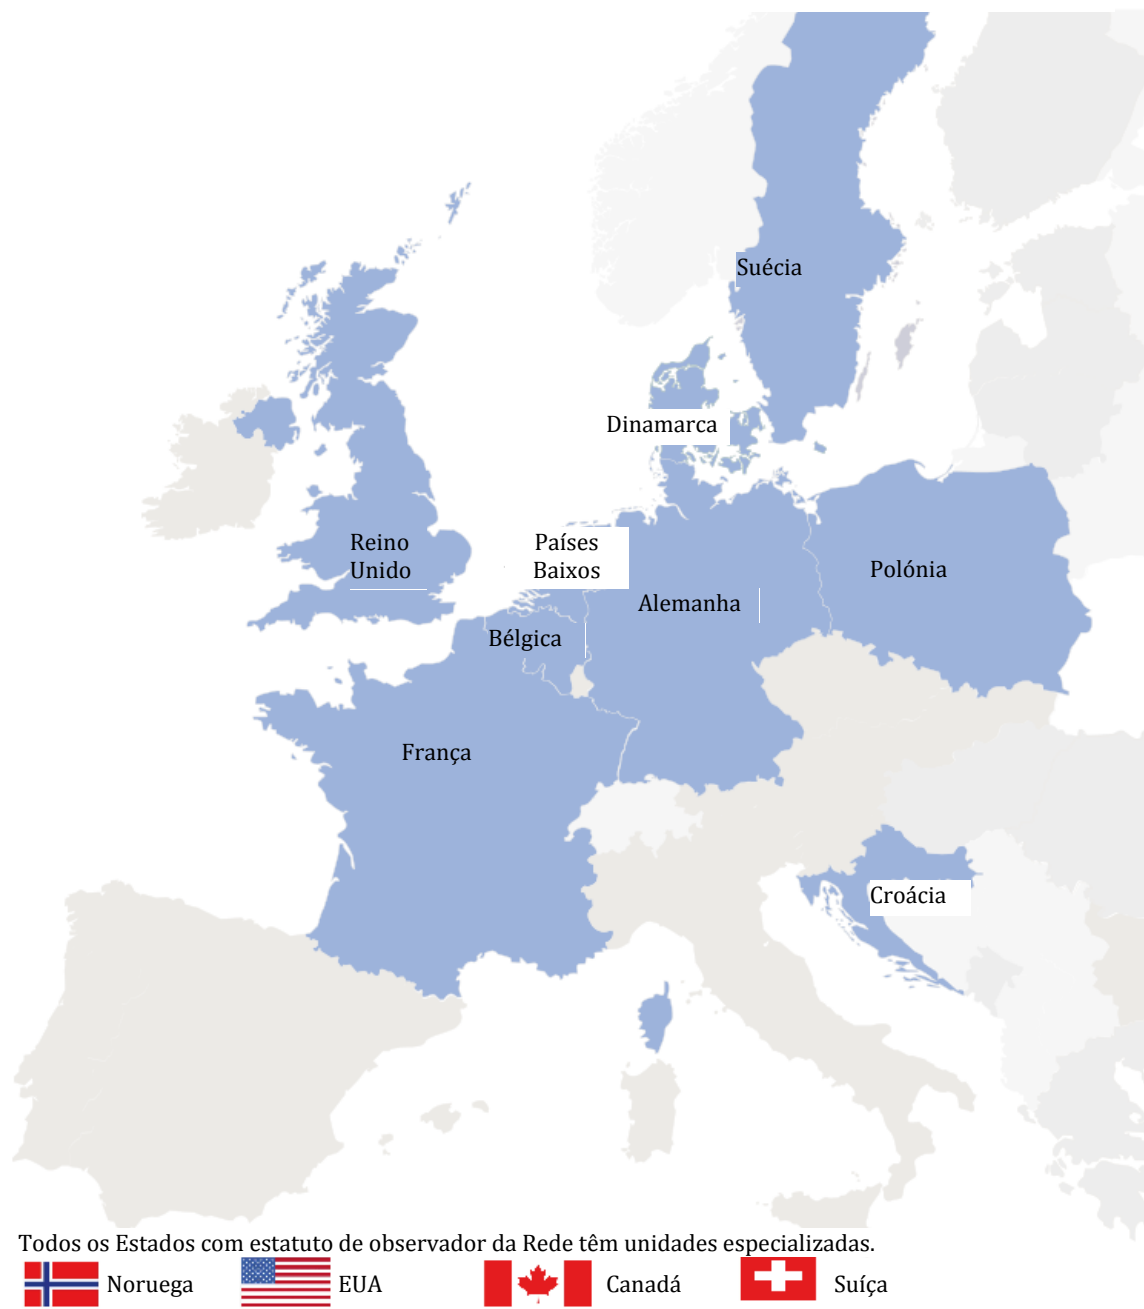 Suécia
Dinamarca
Reino
Unido
Países
Baixos
Polónia
Alemanha
Bélgica
França
Croácia
Todos os Estados com estatuto de observador da Rede têm unidades especializadas.
Noruega
EUA
Canadá
Suíça